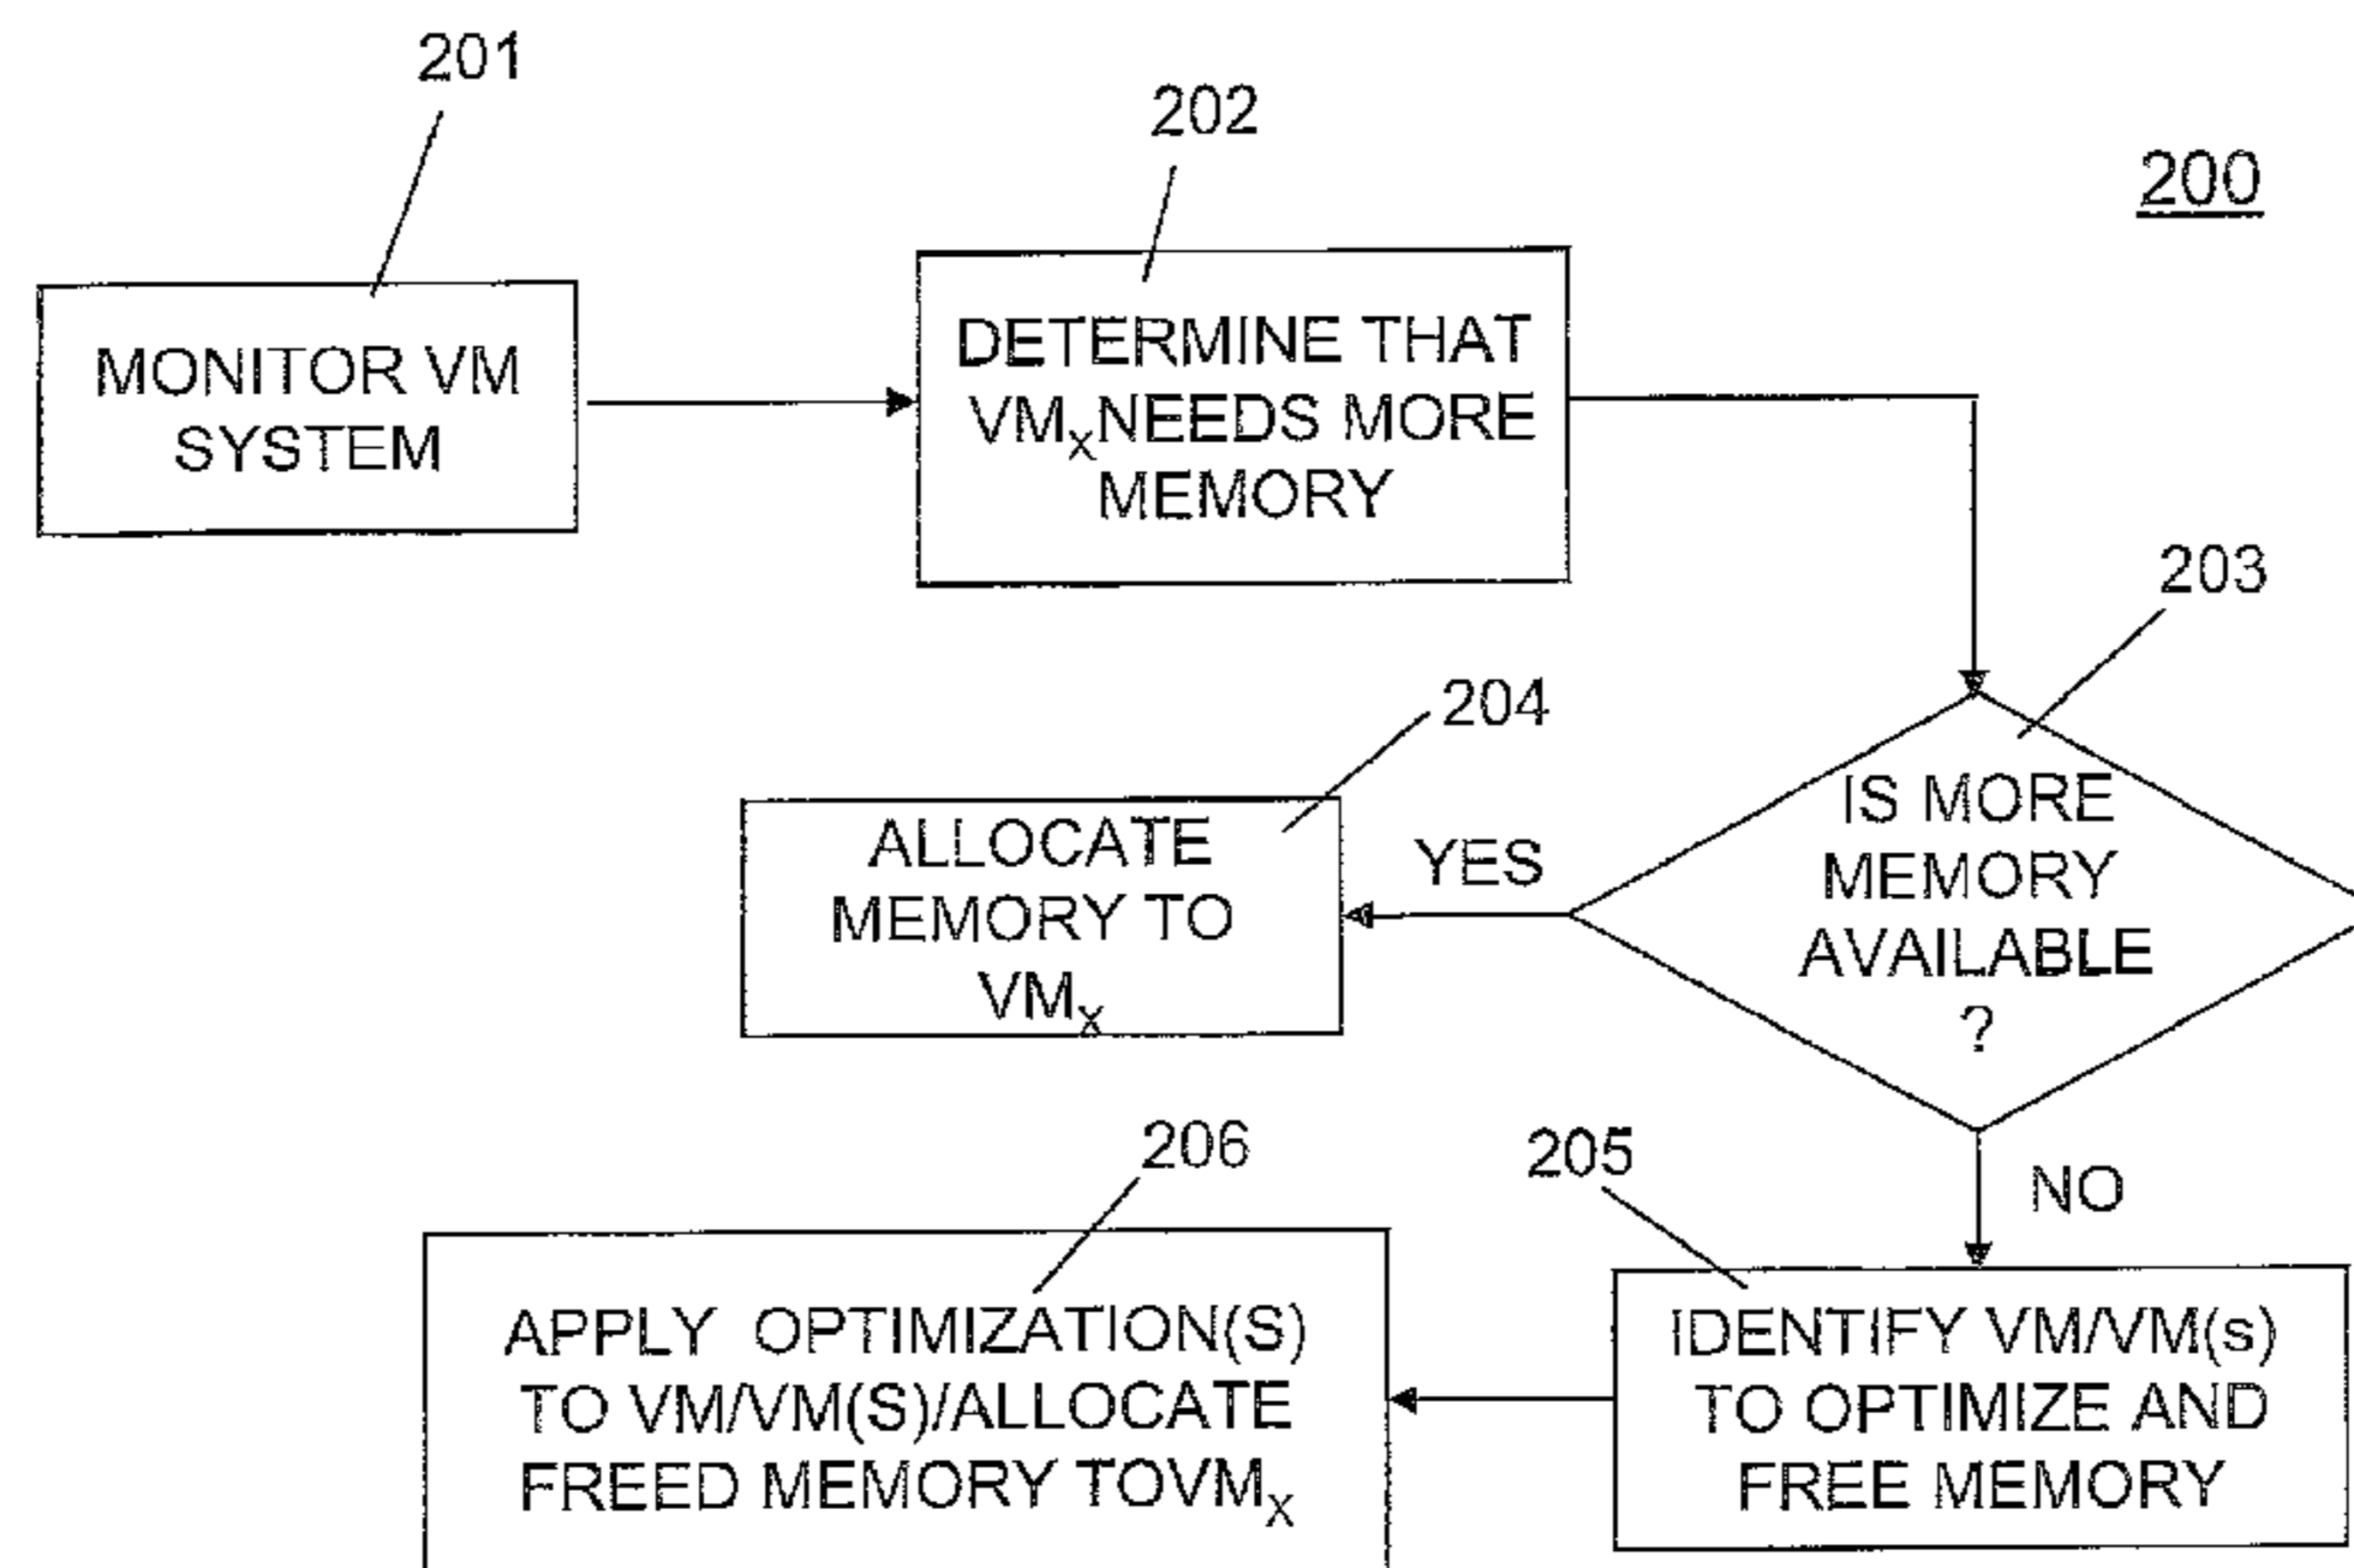 201
202
200
MONITOR VM
SYSTEM
DETERMINE THAT
VMxNEEDS MORE
MEMORY
203
204
IS MORE
MEMORY
AVAILABLE
?
ALLOCATE
MEMORY TO
VMx
YES
206
205
NO
APPLY OPTIMIZATION(S)
TO VM/VM(S)/ALLOCATE
FREED MEMORY TOVMx
IDENTIFY VM/VM(s)
TO OPTIMIZE AND
FREE MEMORY